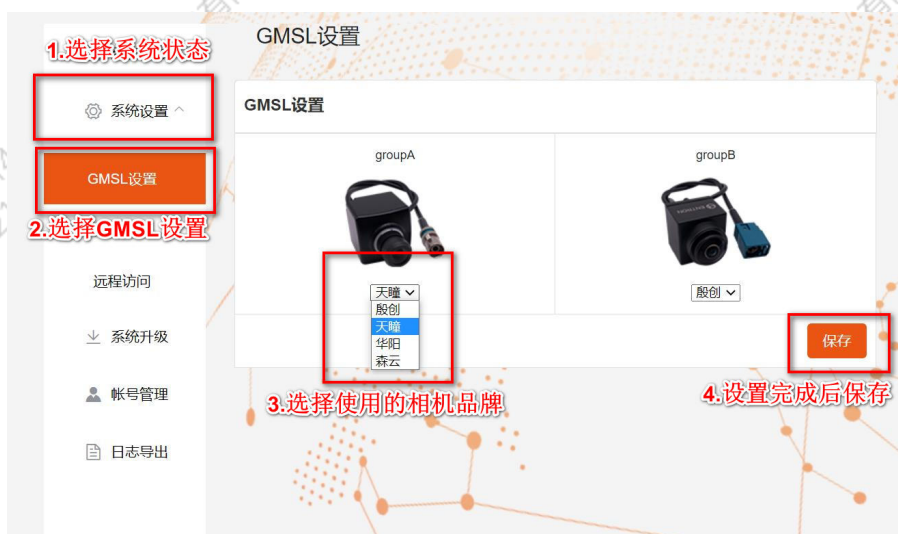 GMSL设置
1.选择系统状态
系统设置
GMSL设置
groupA
groupB
GMSL设置
2.选择GMSL设置
远程访问
天瞳
殷创
殷创
天瞳
华阳
森云
系统升级
保存
帐号管理
3.选择使用的相机品牌
4.设置完成后保存
日志导出